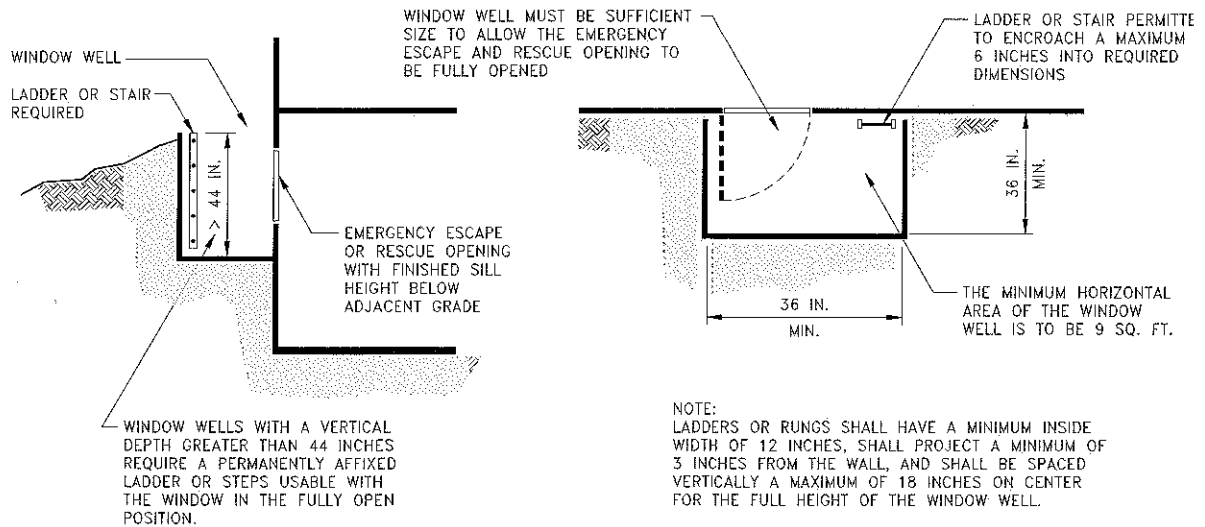 WINDOW WELL
LADDER OR STAIR
REQUIRED
> 44 IN.
EMERGENCY ESCAPE
OR RESCUE OPENING
WITH FINISHED SILL
HEIGHT BELOW
ADJACENT GRADE
WINDOW WELLS WITH A VERTICAL
DEPTH GREATER THAN 44 INCHES
REQUIRE A PERMANENTLY AFFIXED
LADDER OR STEPS USABLE WITH
THE WINDOW IN THE FULLY OPEN
POSITION.
WINDOW WELL MUST BE SUFFICIENT
SIZE TO ALLOW THE EMERGENCY
ESCAPE AND RESCUE OPENING TO
BE FULLY OPENED
LADDER OR STAIR PERMITTE
TO ENCROACH A MAXIMUM
6 INCHES INTO REQUIRED
DIMENSIONS
36 IN.
MIN.
36 IN.
MIN.
THE MINIMUM HORIZONTAL
AREA OF THE WINDOW
WELL IS TO BE 9 SQ. FT.
NOTE:
LADDERS OR RUNGS SHALL HAVE A MINIMUM INSIDE
WIDTH OF 12 INCHES, SHALL PROJECT A MINIMUM OF
3 INCHES FROM THE WALL, AND SHALL BE SPACED
VERTICALLY A MAXIMUM OF 18 INCHES ON CENTER
FOR THE FULL HEIGHT OF THE WINDOW WELL.